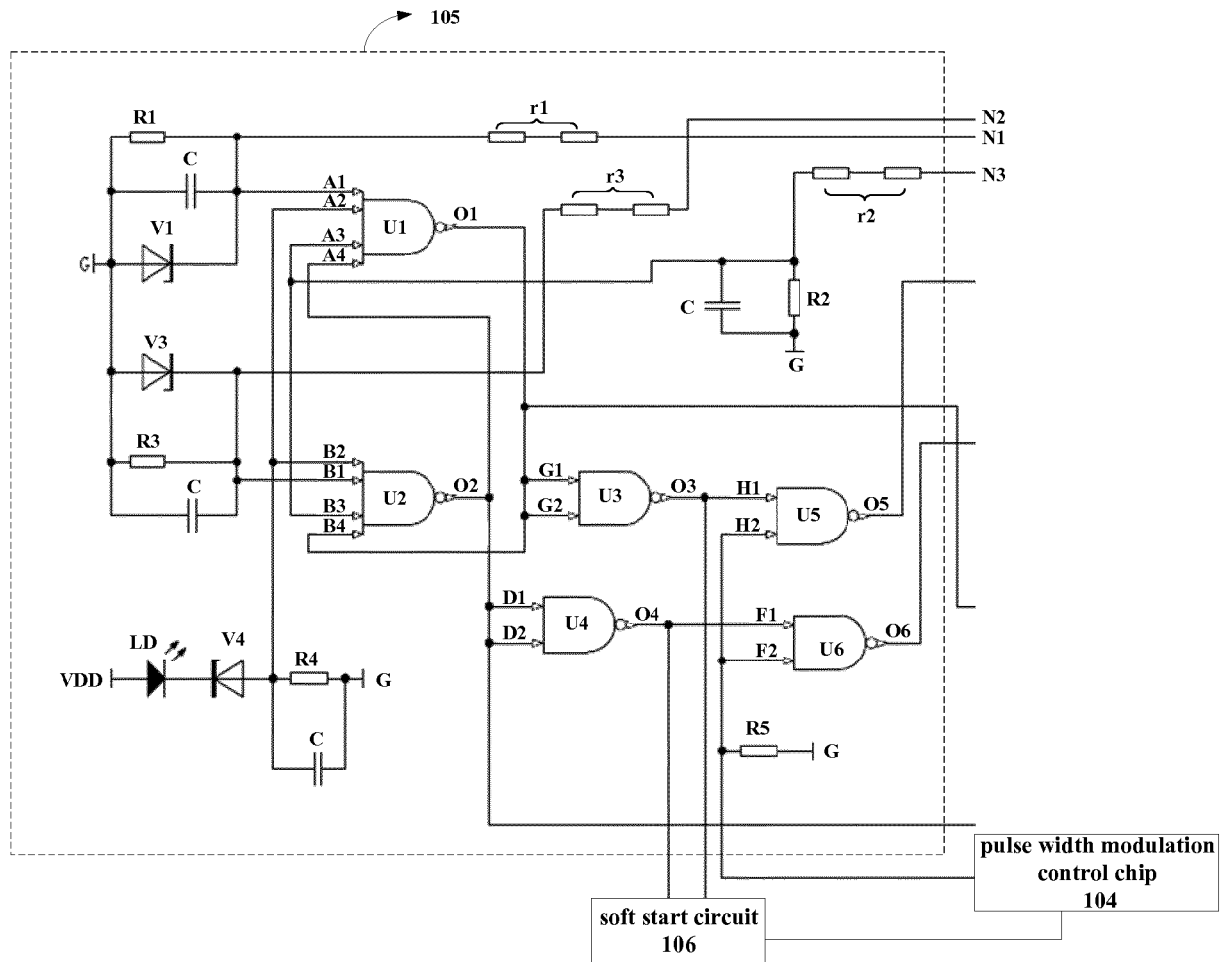 105
R1
r1
N2
N1
C
N3
A1
r3
A2
r2
V1
O1
U1
A3
A4
G
R2
C
V3
G
R3
B2
B1
G1
C
U2
O2
U3
O3
H1
B3
G2
U5
O5
B4
H2
D1
O4
F1
U4
O6
D2
U6
LD
V4
F2
R4
VDD
G
C
R5
G
pulse width modulation
control chip
104
soft start circuit
106